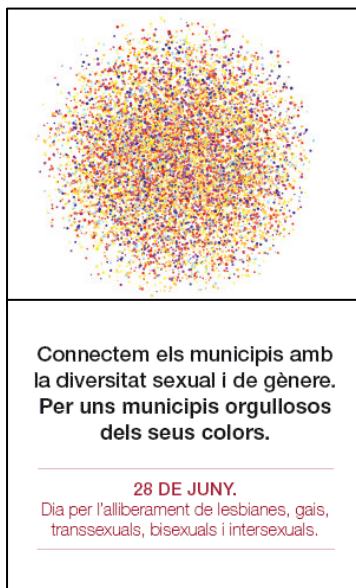 Connectem els municipis amb
la diversitat sexual i de gènere.
Per uns municipis orgullosos
dels seus colors.
28 DE JUNY.
Dia per l'alliberament de lesbianes, gais,
transsexuals, bisexuals i intersexuals.